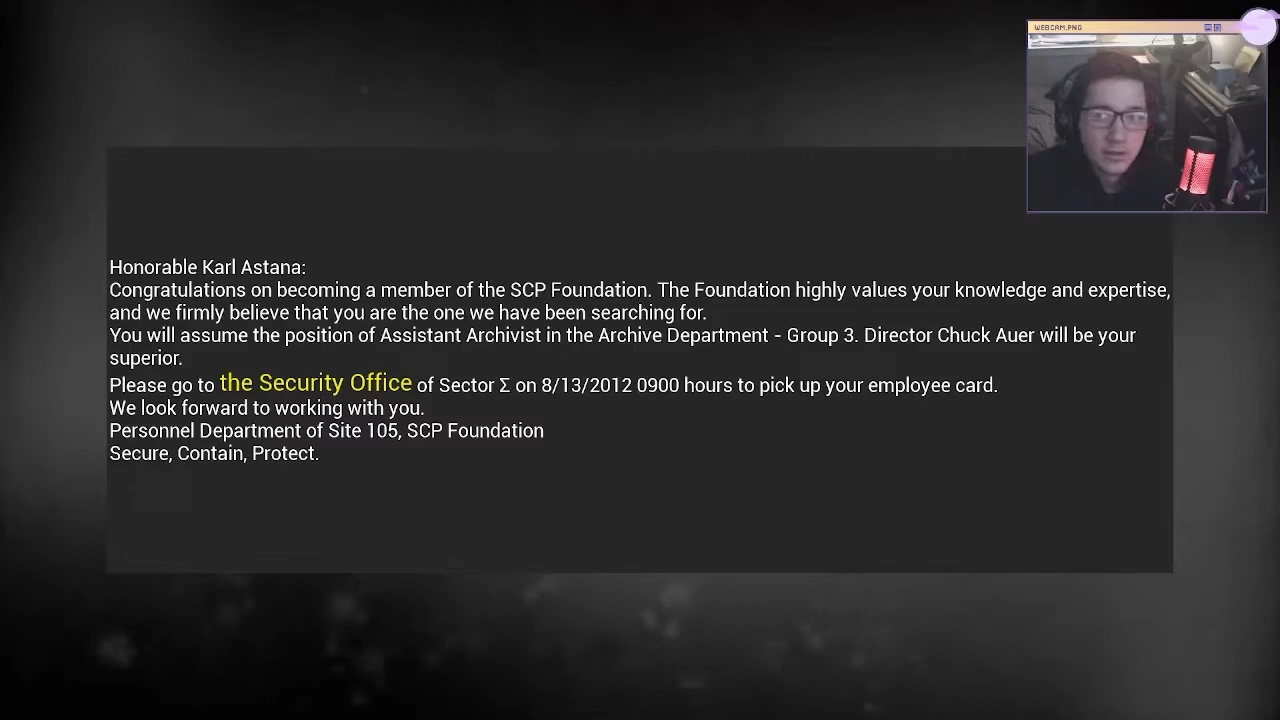 WEBCAM.PNG
Honorable Karl Astana:
Congratulations on becoming a member of the SCP Foundation. The Foundation highly values your knowledge and expertise,
and we firmly believe that you are the one we have been searching for.
You will assume the position of Assistant Archivist in the Archive Department - Group 3. Director Chuck Auer will be your
superior.
Please go to the Security Office of Sector Σ on 8/13/2012 0900 hours to pick up your employee card.
We look forward to working with you.
Personnel Department of Site 105, SCP Foundation
Secure, Contain, Protect.